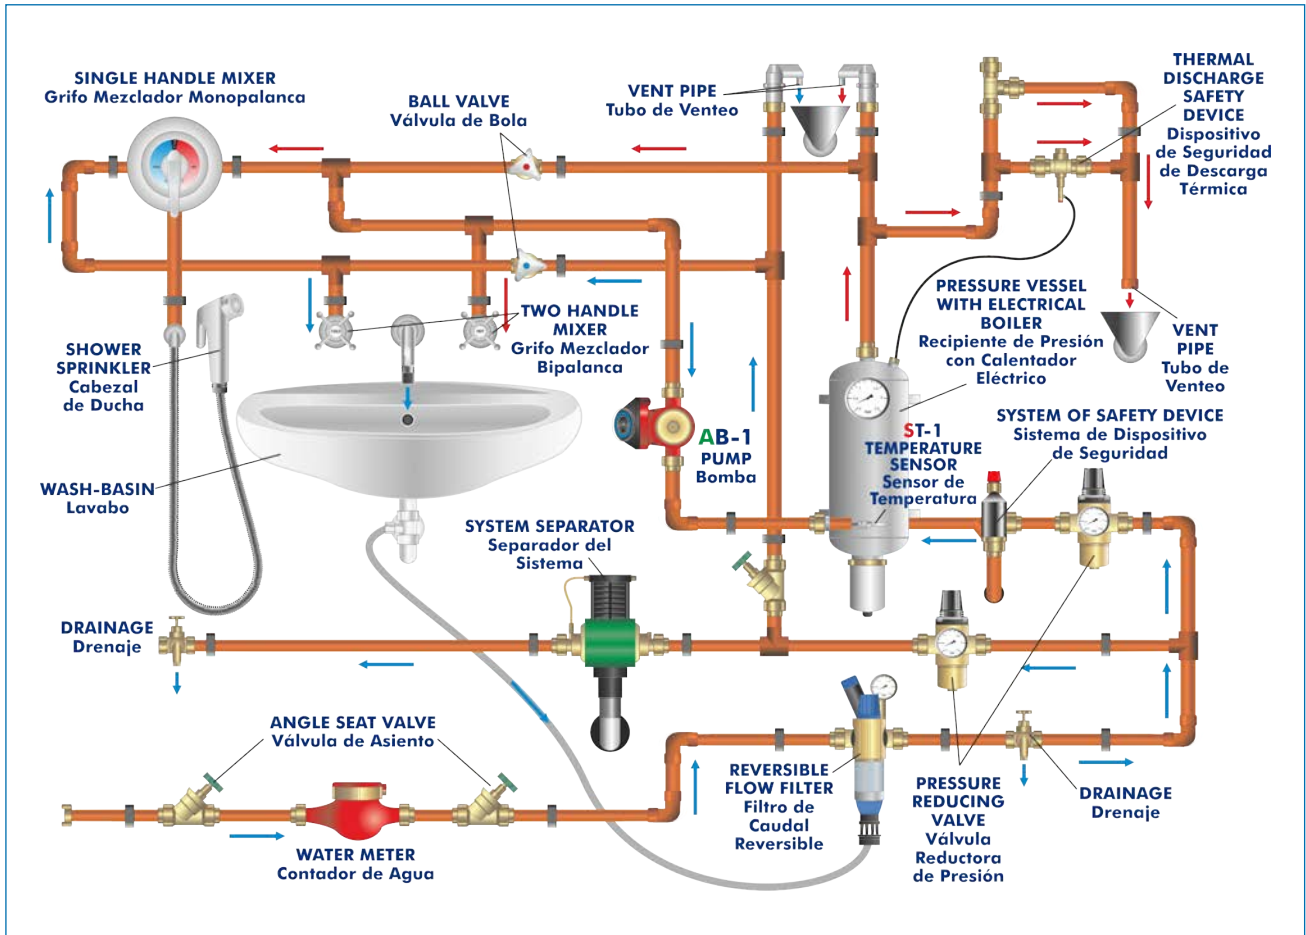 SINGLE HANDLE MIXER
Grifo Mezclador Monopalanca
BALL VALVE
Válvula de Bola
VENT PIPE
Tubo de Venteo
THERMAL
DISCHARGE
SAFETY
DEVICE
Dispositivo
de Seguridad
de Descarga
Térmica
SHOWER
SPRINKLER
Cabezal
de Ducha
TWO HANDLE
MIXER
Grifo Mezclador
Bipalanca
PRESSURE VESSEL
WITH ELECTRICAL
BOILER
Recipiente de Presión
con Calentador
Eléctrico
VENT
PIPE
Tubo de
Venteo
WASH-BASIN
Lavabo
AB-1
PUMP
Bomba
ST-1
TEMPERATURE
SENSOR
Sensor de
Temperatura
SYSTEM OF SAFETY DEVICE
Sistema de Dispositivo
de Seguridad
SYSTEM SEPARATOR
Separador del
Sistema
DRAINAGE
Drenaje
ANGLE SEAT VALVE
Válvula de Asiento
WATER METER
Contador de Agua
REVERSIBLE
FLOW FILTER
Filtro de
Caudal
Reversible
PRESSURE
REDUCING
VALVE
Válvula
Reductora
de Presión
DRAINAGE
Drenaje